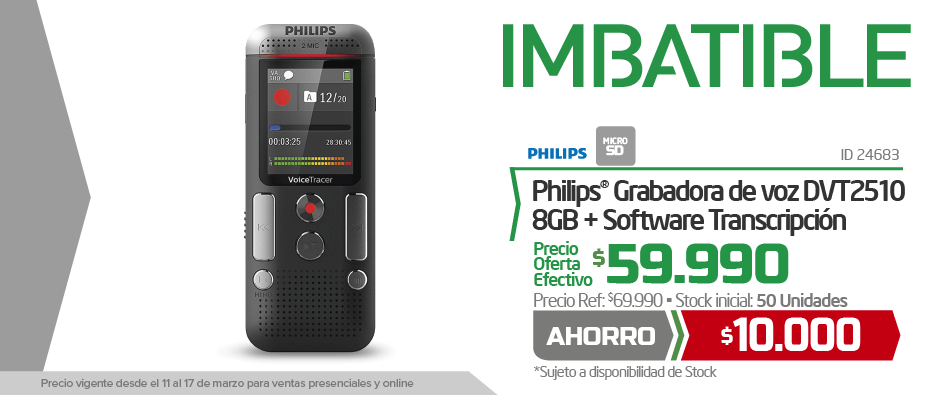 IMBATIBLE
PHILIPS
2 MIC
A 12/20
00:03:25 28:30:45
L
R
VoiceTracer
PHILIPS
MICRO
SD
ID 24683
Philips® Grabadora de voz DVT2510
8GB + Software Transcripción
Precio
Oferta
Efectivo
$59.990
Precio Ref: $69.990 • Stock inicial: 50 Unidades
AHORRO $10.000
*Sujeto a disponibilidad de Stock
Precio vigente desde el 11 al 17 de marzo para ventas presenciales y online